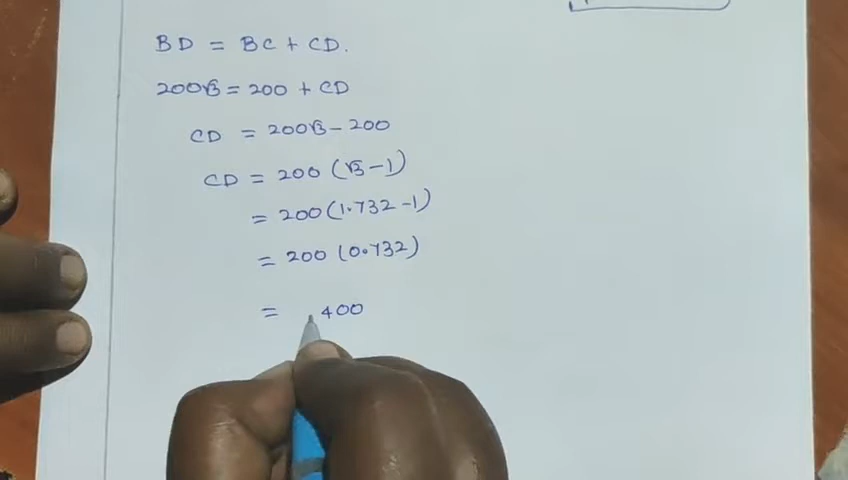 BD = BC + CD.
200√3 = 200 + CD
CD = 200√3 - 200
CD = 200 (√3 - 1)
= 200 (1.732 - 1)
= 200 (0.732)
= 400